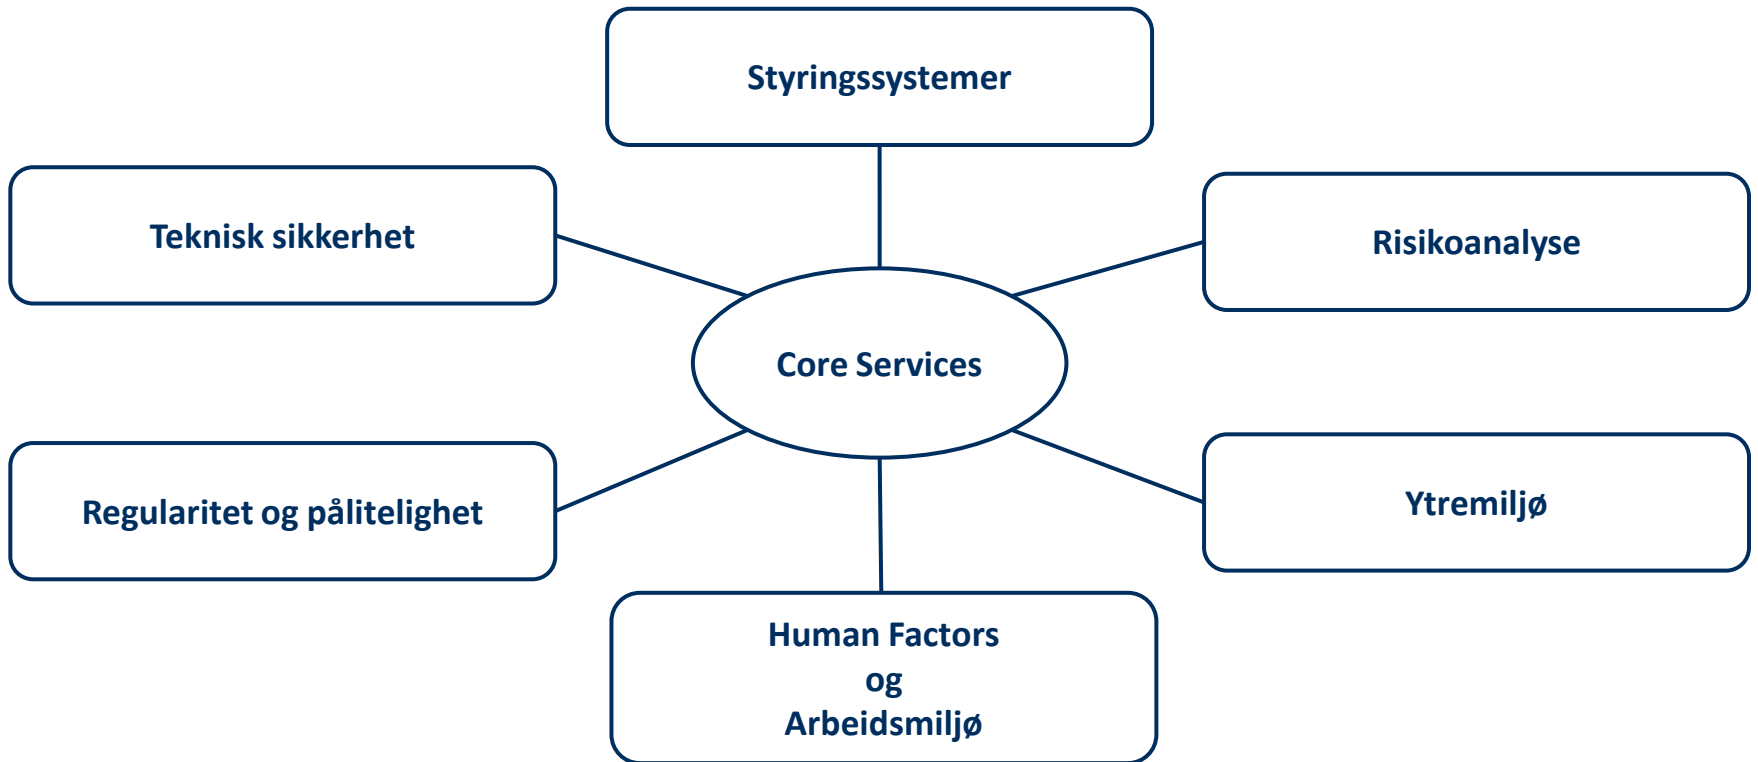 Styringssystemer
Teknisk sikkerhet
Risikoanalyse
Core Services
Regularitet og pålitelighet
Ytremiljø
Human Factors
og
Arbeidsmiljø